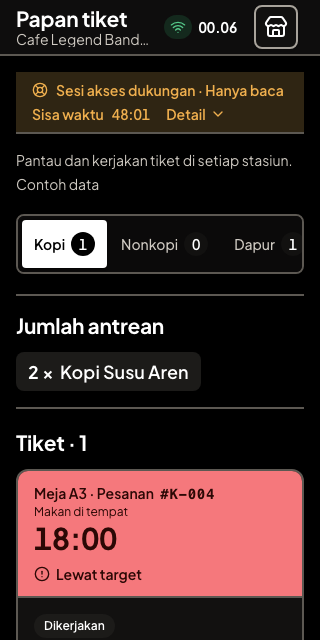 Papan tiket
Cafe Legend Band...
00.06
Sesi akses dukungan · Hanya baca
Sisa waktu 48:01 Detail
Pantau dan kerjakan tiket di setiap stasiun.
Contoh data
Kopi 1 Nonkopi 0 Dapur 1
Jumlah antrean
2 × Kopi Susu Aren
Tiket · 1
Meja A3 · Pesanan #K-004
Makan di tempat
18:00
Lewat target
Dikerjakan